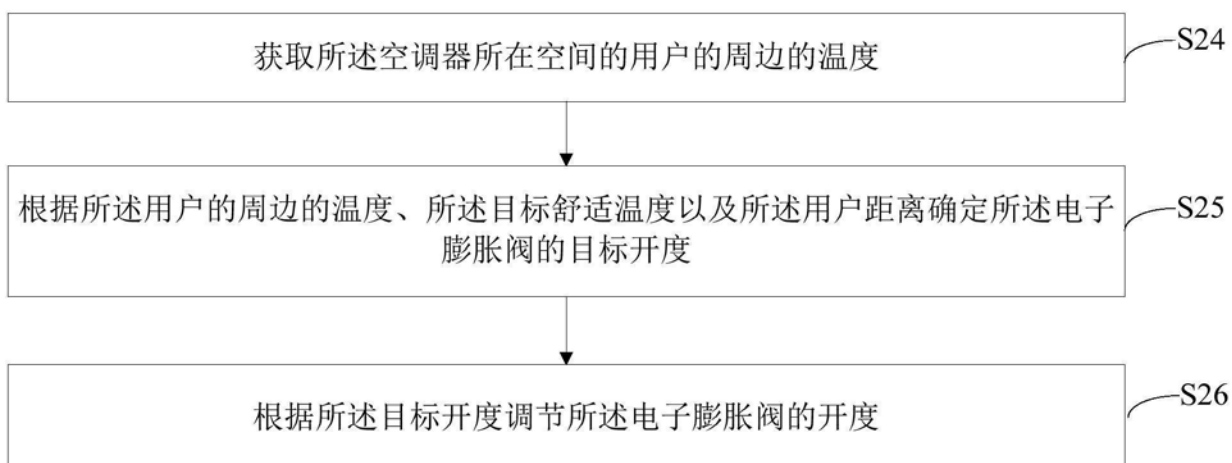 获取所述空调器所在空间的用户的周边的温度
S24
根据所述用户的周边的温度、所述目标舒适温度以及所述用户距离确定所述电子
膨胀阀的目标开度
S25
根据所述目标开度调节所述电子膨胀阀的开度
S26